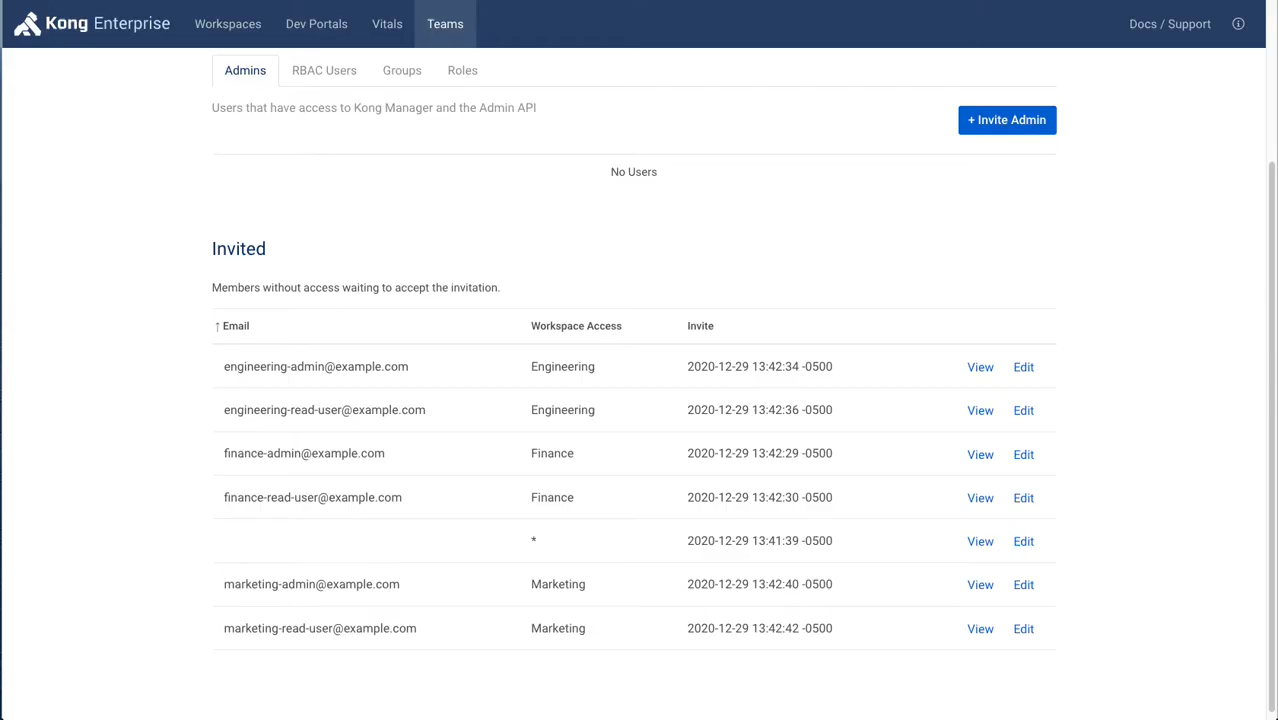 Kong Enterprise Workspaces Dev Portals Vitals Teams Docs / Support
Admins RBAC Users Groups Roles
Users that have access to Kong Manager and the Admin API
+ Invite Admin
No Users
Invited
Members without access waiting to accept the invitation.
↑ Email Workspace Access Invite
engineering-admin@example.com Engineering 2020-12-29 13:42:34 -0500 View Edit
engineering-read-user@example.com Engineering 2020-12-29 13:42:36 -0500 View Edit
finance-admin@example.com Finance 2020-12-29 13:42:29 -0500 View Edit
finance-read-user@example.com Finance 2020-12-29 13:42:30 -0500 View Edit
* 2020-12-29 13:41:39 -0500 View Edit
marketing-admin@example.com Marketing 2020-12-29 13:42:40 -0500 View Edit
marketing-read-user@example.com Marketing 2020-12-29 13:42:42 -0500 View Edit